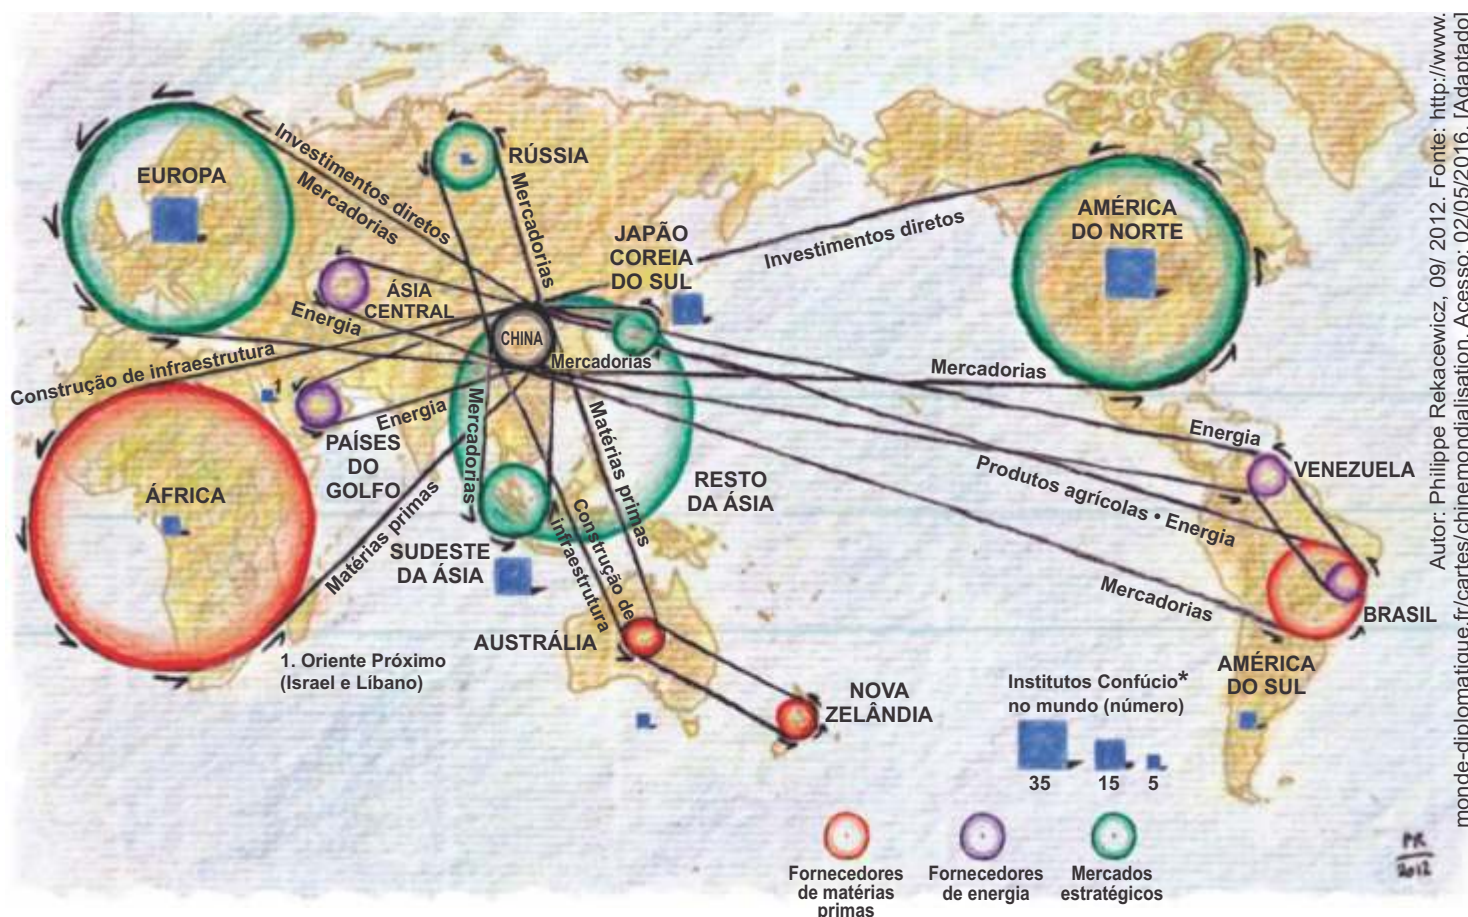 EUROPA
Investimentos diretos
Mercadorias
RÚSSIA
Mercadorias
JAPÃO
COREIA
DO SUL
Investimentos diretos
AMÉRICA
DO NORTE
ÁSIA
CENTRAL
Energia
CHINA
Mercadorias
Construção de infraestrutura
1
Mercadorias
Energia
PAÍSES
DO
GOLFO
Mercadorias
Matérias primas
RESTO
DA ÁSIA
Energia
VENEZUELA
Produtos agrícolas • Energia
ÁFRICA
Matérias primas
SUDESTE
DA ÁSIA
Construção de
infraestrutura
Mercadorias
BRASIL
AUSTRÁLIA
1. Oriente Próximo
(Israel e Líbano)
NOVA
ZELÂNDIA
AMÉRICA
DO SUL
Institutos Confúcio*
no mundo (número)
35 15 5
Fornecedores
de matérias
primas
Fornecedores
de energia
Mercados
estratégicos
PR
2012
Autor: Philippe Rekacewicz, 09/ 2012. Fonte: http://www.
monde-diplomatique.fr/cartes/chinemondialisation. Acesso: 02/05/2016. [Adaptado]